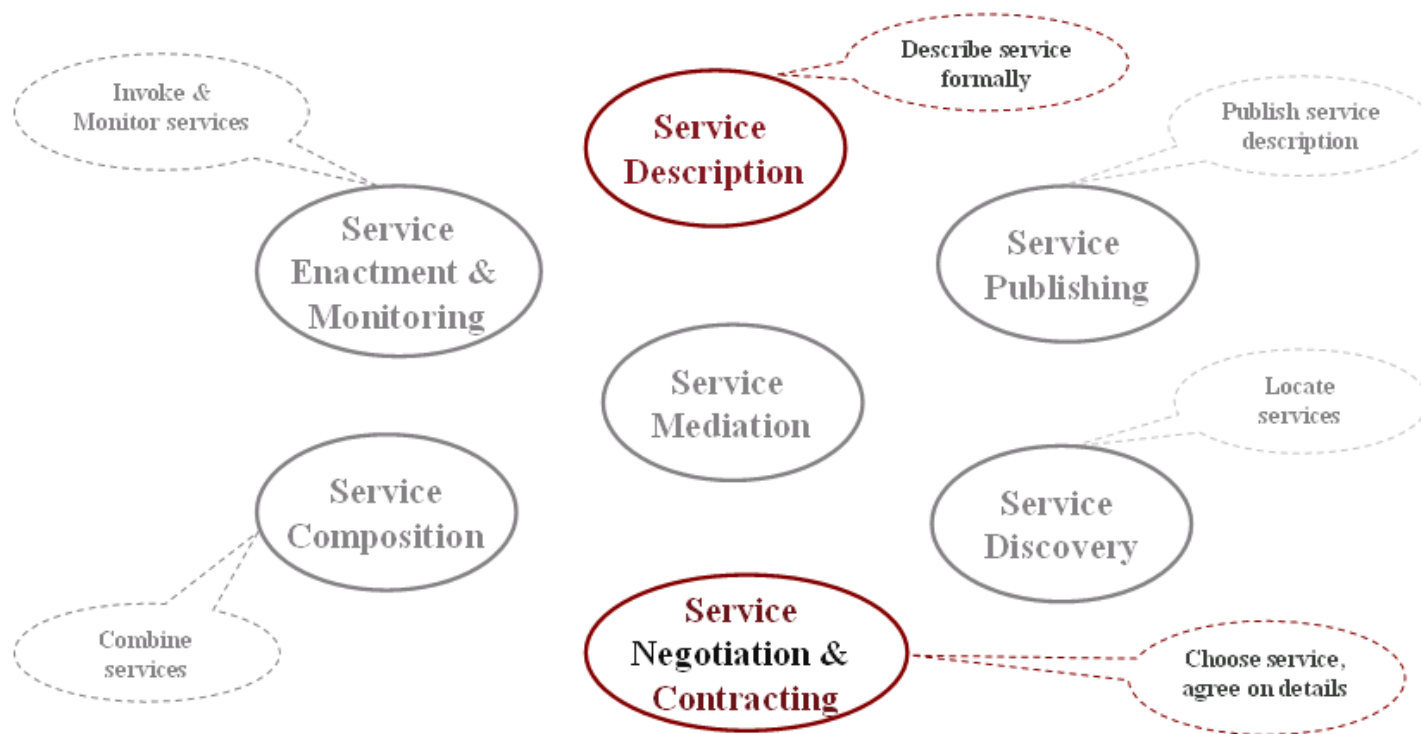 Describe service
formally
Invoke &
Monitor services
Service
Description
Publish service
description
Service
Enactment &
Monitoring
Service
Publishing
Service
Mediation
Locate
services
Service
Composition
Service
Discovery
Combine
services
Service
Negotiation &
Contracting
Choose service,
agree on details